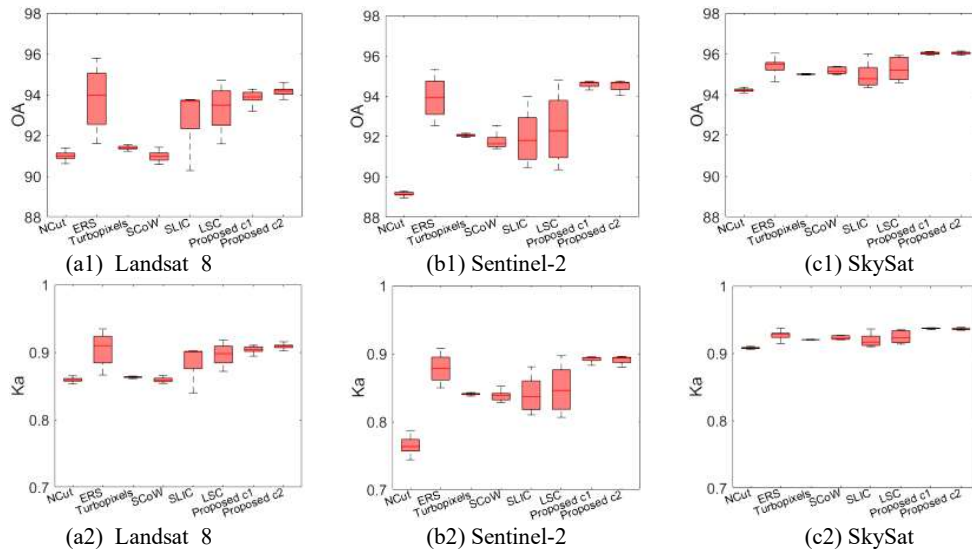 98
96
94
92
90
88
OA
NCut
ERS
Turbopixels
SCoW
SLIC
LSC
Proposed c1
Proposed c2
(a1) Landsat 8
98
96
94
92
90
88
OA
NCut
ERS
Turbopixels
SCoW
SLIC
LSC
Proposed c1
Proposed c2
(b1) Sentinel-2
98
96
94
92
90
88
OA
NCut
ERS
Turbopixels
SCoW
SLIC
LSC
Proposed c1
Proposed c2
(c1) SkySat
1
0.9
0.8
0.7
Ka
NCut
ERS
Turbopixels
SCoW
SLIC
LSC
Proposed c1
Proposed c2
(a2) Landsat 8
1
0.9
0.8
0.7
Ka
NCut
ERS
Turbopixels
SCoW
SLIC
LSC
Proposed c1
Proposed c2
(b2) Sentinel-2
1
0.9
0.8
0.7
Ka
NCut
ERS
Turbopixels
SCoW
SLIC
LSC
Proposed c1
Proposed c2
(c2) SkySat